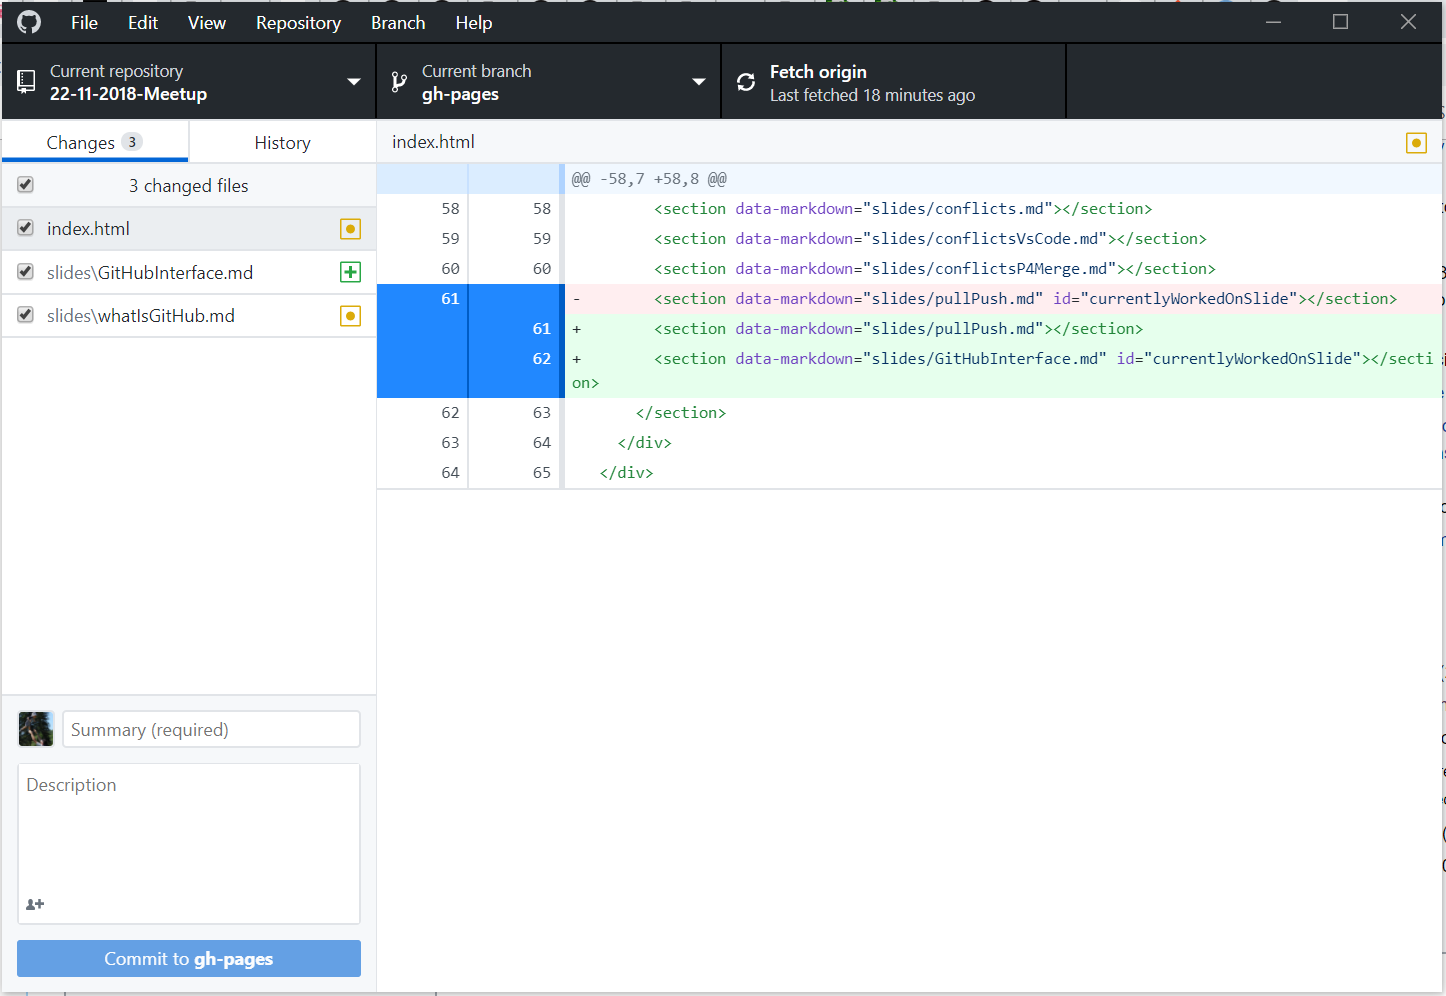 File Edit View Repository Branch Help
Current repository
22-11-2018-Meetup
Current branch
gh-pages
Fetch origin
Last fetched 18 minutes ago
Changes 3 History
3 changed files
index.html
slides\GitHubInterface.md
slides\whatIsGitHub.md
Summary (required)
Description
Commit to gh-pages
index.html
@@ -58,7 +58,8 @@
58 58 <section data-markdown="slides/conflicts.md"></section>
59 59 <section data-markdown="slides/conflictsVsCode.md"></section>
60 60 <section data-markdown="slides/conflictsP4Merge.md"></section>
61 - <section data-markdown="slides/pullPush.md" id="currentlyWorkedOnSlide"></section>
61 + <section data-markdown="slides/pullPush.md"></section>
62 + <section data-markdown="slides/GitHubInterface.md" id="currentlyWorkedOnSlide"></secti
on>
62 63 </section>
63 64 </div>
64 65 </div>